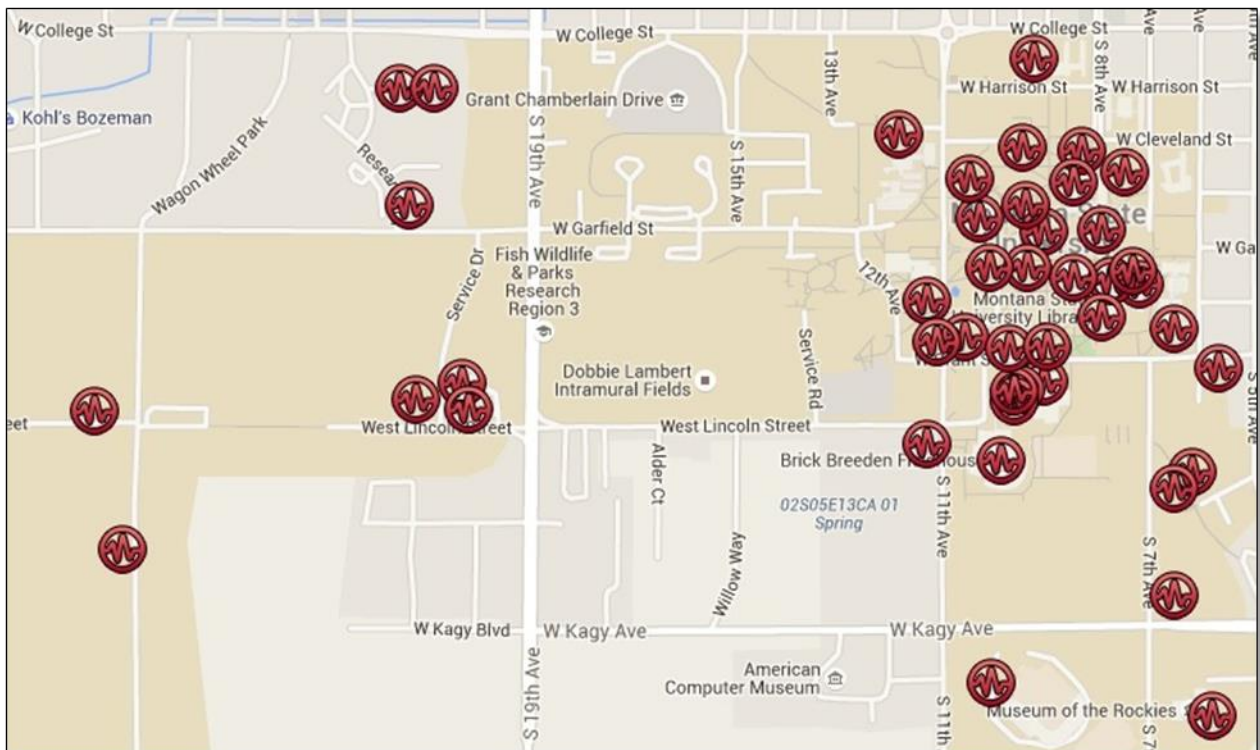 W College St
W College St
W College St
S 8th Ave
Ave
Ave
Kohl's Bozeman
Grant Chamberlain Drive
13th Ave
W Harrison St
W Harrison St
W Cleveland St
Wagon Wheel Park
S 19th Ave
S 15th Ave
W Garfield St
W Ga
Service Dr
Fish Wildlife
& Parks
Research
Region 3
12th Ave
Montana
Dobbie Lambert
Intramural Fields
Service Rd
West Lincoln Street
West Lincoln Street
eet
Brick Breeden
Alder Ct
02S05E13CA 01
Spring
S 11th Ave
Willow Way
S 7th Ave
W Kagy Blvd
W Kagy Ave
W Kagy Ave
American
Computer Museum
S 19th Ave
S 11th
Museum of the Rockies
S 7